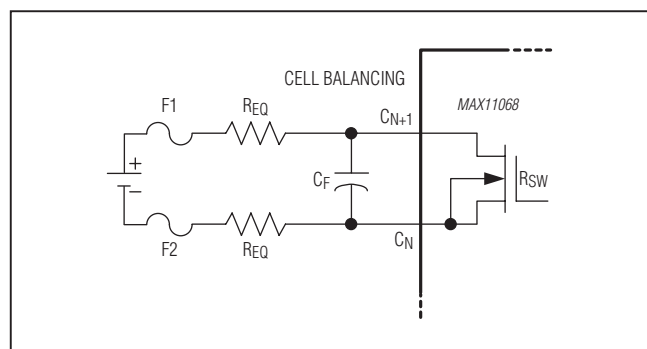 CELL BALANCING
F1
REQ
CN+1
MAX11068
+
CF
RSW
−
F2
REQ
CN